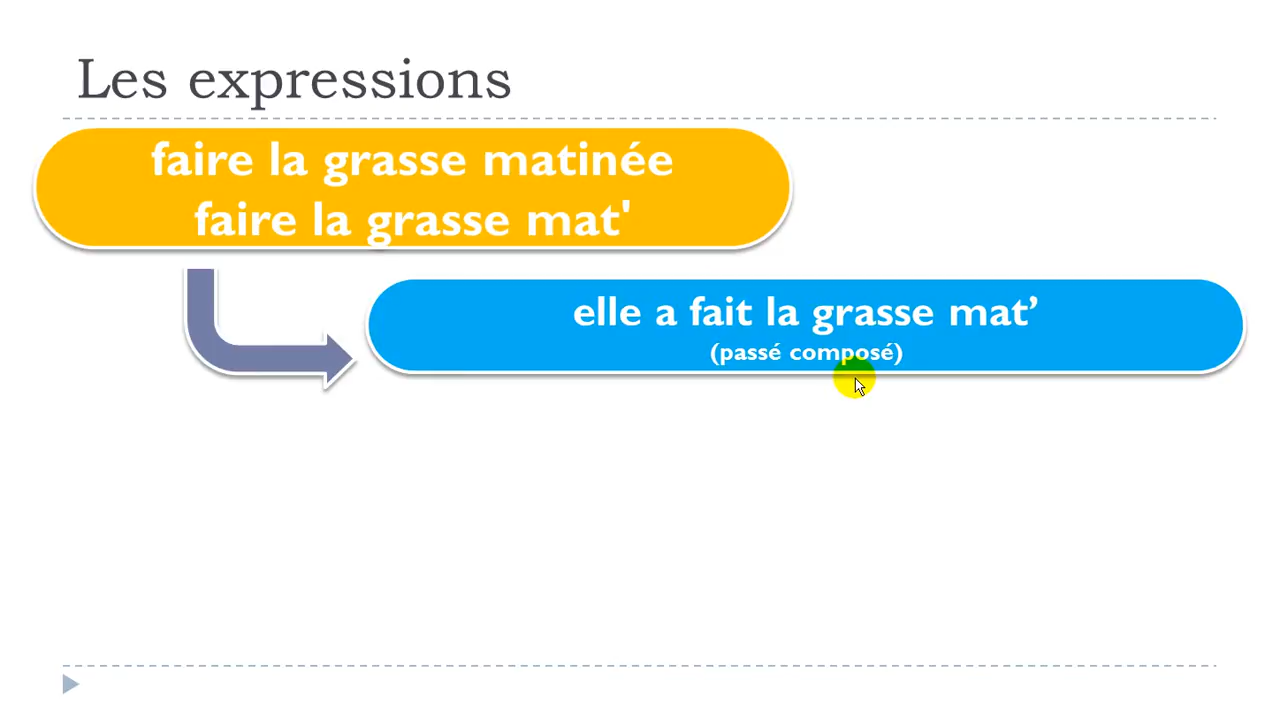 Les expressions
faire la grasse matinée
faire la grasse mat'
elle a fait la grasse mat’
(passé composé)